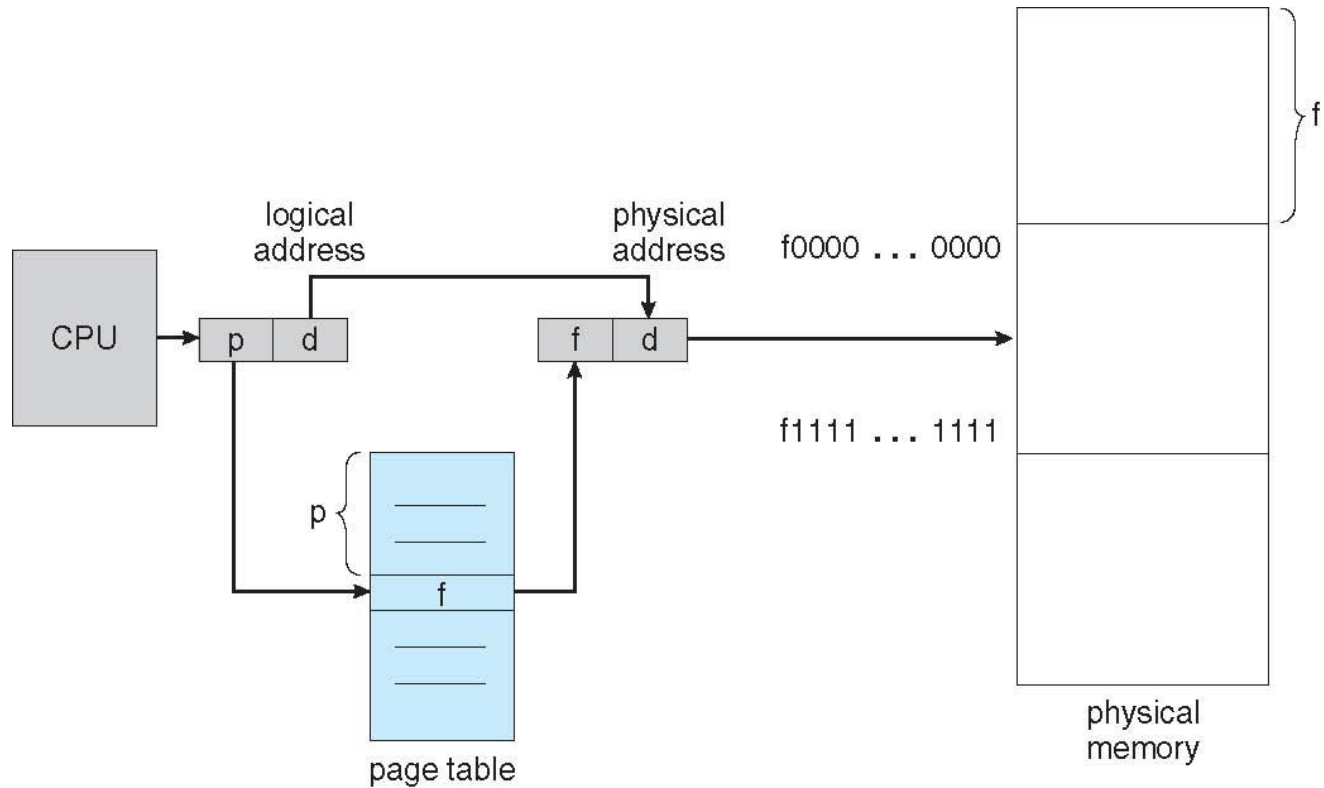 f
logical
address
physical
address
f0000 ... 0000
CPU
p
d
f
d
f1111 ... 1111
p
f
physical
memory
page table